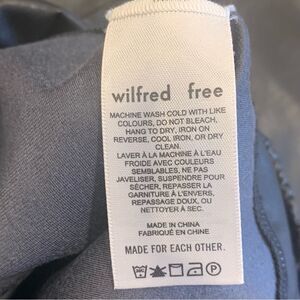 wilfred free
MACHINE WASH COLD WITH LIKE
COLOURS, DO NOT BLEACH,
HANG TO DRY, IRON ON
REVERSE, COOL IRON, OR DRY
CLEAN.
LAVER À LA MACHINE À L'EAU
FROIDE AVEC COULEURS
SEMBLABLES, NE PAS
JAVELISER, SUSPENDRE POUR
SÉCHER, REPASSER LA
GARNITURE À L'ENVERS,
REPASSAGE DOUX, OU
NETTOYER À SEC.
MADE IN CHINA
FABRIQUÉ EN CHINE
MADE FOR EACH OTHER.